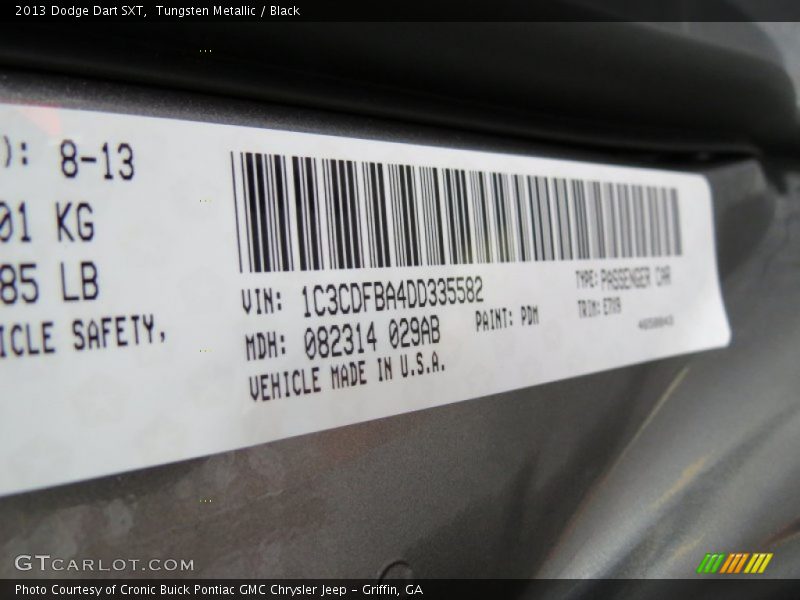 2013 Dodge Dart SXT,  Tungsten Metallic / Black
): 8-13
01 KG
85 LB
ICLE SAFETY,
VIN: 1C3CDFBA4DD335582
MDH: 082314 029AB
VEHICLE MADE IN U.S.A.
PAINT: PDM
TYPE: PASSENGER CAR
TRIM:
GTCARLOT.COM
Photo Courtesy of Cronic Buick Pontiac GMC Chrysler Jeep - Griffin, GA